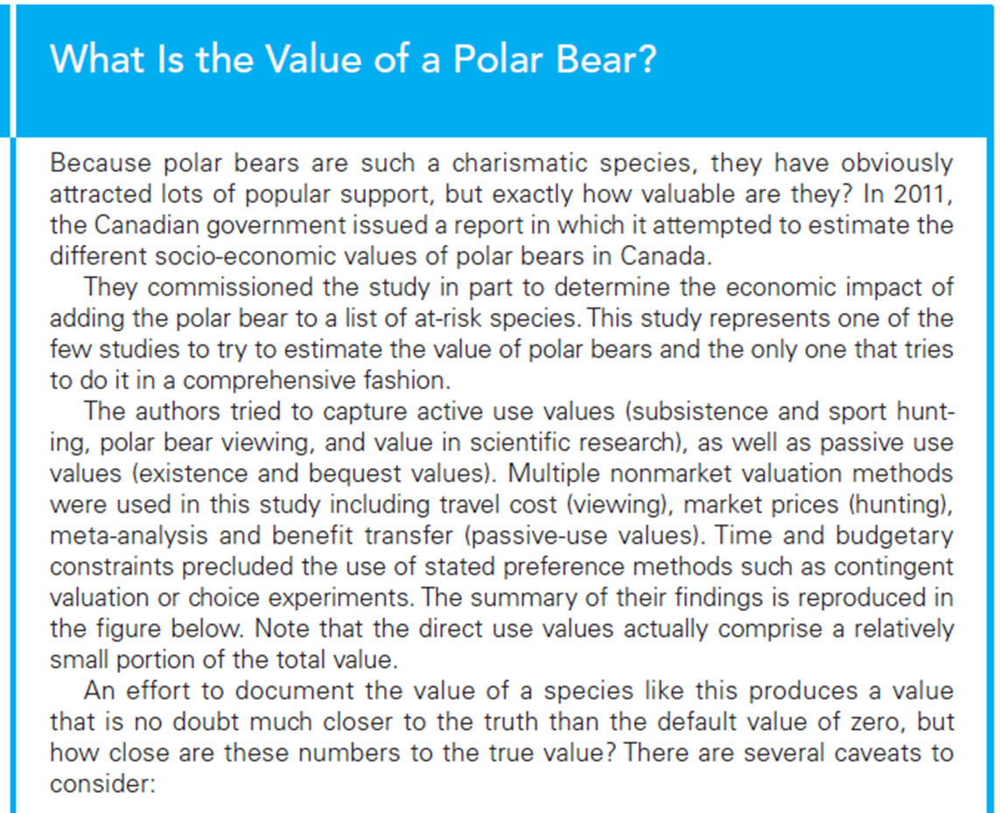 What Is the Value of a Polar Bear?
Because polar bears are such a charismatic species, they have obviously
attracted lots of popular support, but exactly how valuable are they? In 2011,
the Canadian government issued a report in which it attempted to estimate the
different socio-economic values of polar bears in Canada.
They commissioned the study in part to determine the economic impact of
adding the polar bear to a list of at-risk species. This study represents one of the
few studies to try to estimate the value of polar bears and the only one that tries
to do it in a comprehensive fashion.
The authors tried to capture active use values (subsistence and sport hunt-
ing, polar bear viewing, and value in scientific research), as well as passive use
values (existence and bequest values). Multiple nonmarket valuation methods
were used in this study including travel cost (viewing), market prices (hunting),
meta-analysis and benefit transfer (passive-use values). Time and budgetary
constraints precluded the use of stated preference methods such as contingent
valuation or choice experiments. The summary of their findings is reproduced in
the figure below. Note that the direct use values actually comprise a relatively
small portion of the total value.
An effort to document the value of a species like this produces a value
that is no doubt much closer to the truth than the default value of zero, but
how close are these numbers to the true value? There are several caveats to
consider: